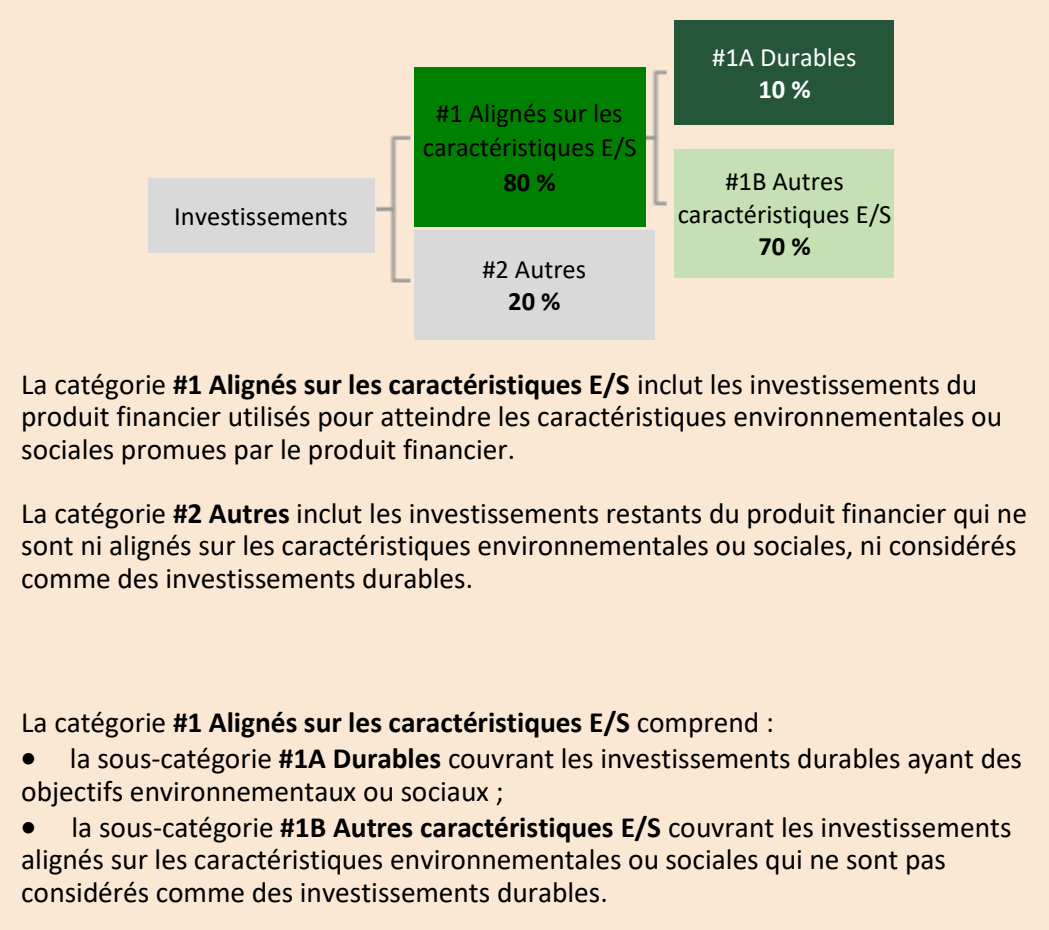 #1A Durables
10 %
#1 Alignés sur les
caractéristiques E/S
80 %
#1B Autres
caractéristiques E/S
70 %
Investissements
#2 Autres
20 %
La catégorie #1 Alignés sur les caractéristiques E/S inclut les investissements du
produit financier utilisés pour atteindre les caractéristiques environnementales ou
sociales promues par le produit financier.
La catégorie #2 Autres inclut les investissements restants du produit financier qui ne
sont ni alignés sur les caractéristiques environnementales ou sociales, ni considérés
comme des investissements durables.
La catégorie #1 Alignés sur les caractéristiques E/S comprend :
• la sous-catégorie #1A Durables couvrant les investissements durables ayant des
objectifs environnementaux ou sociaux ;
• la sous-catégorie #1B Autres caractéristiques E/S couvrant les investissements
alignés sur les caractéristiques environnementales ou sociales qui ne sont pas
considérés comme des investissements durables.